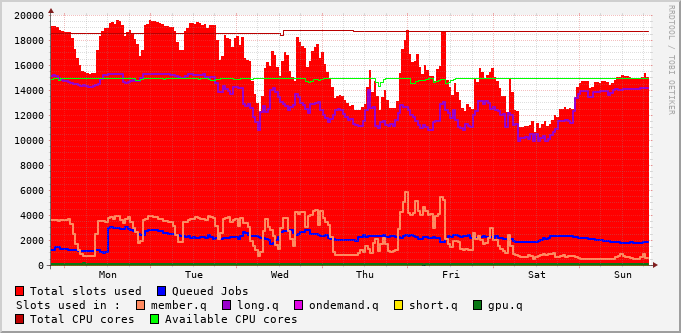 20000
18000
16000
14000
12000
10000
8000
6000
4000
2000
0
Mon Tue Wed Thu Fri Sat Sun
RRDTOOL / TOBI OETIKER
Total slots used Queued Jobs
Slots used in : member.q long.q ondemand.q short.q gpu.q
Total CPU cores Available CPU cores